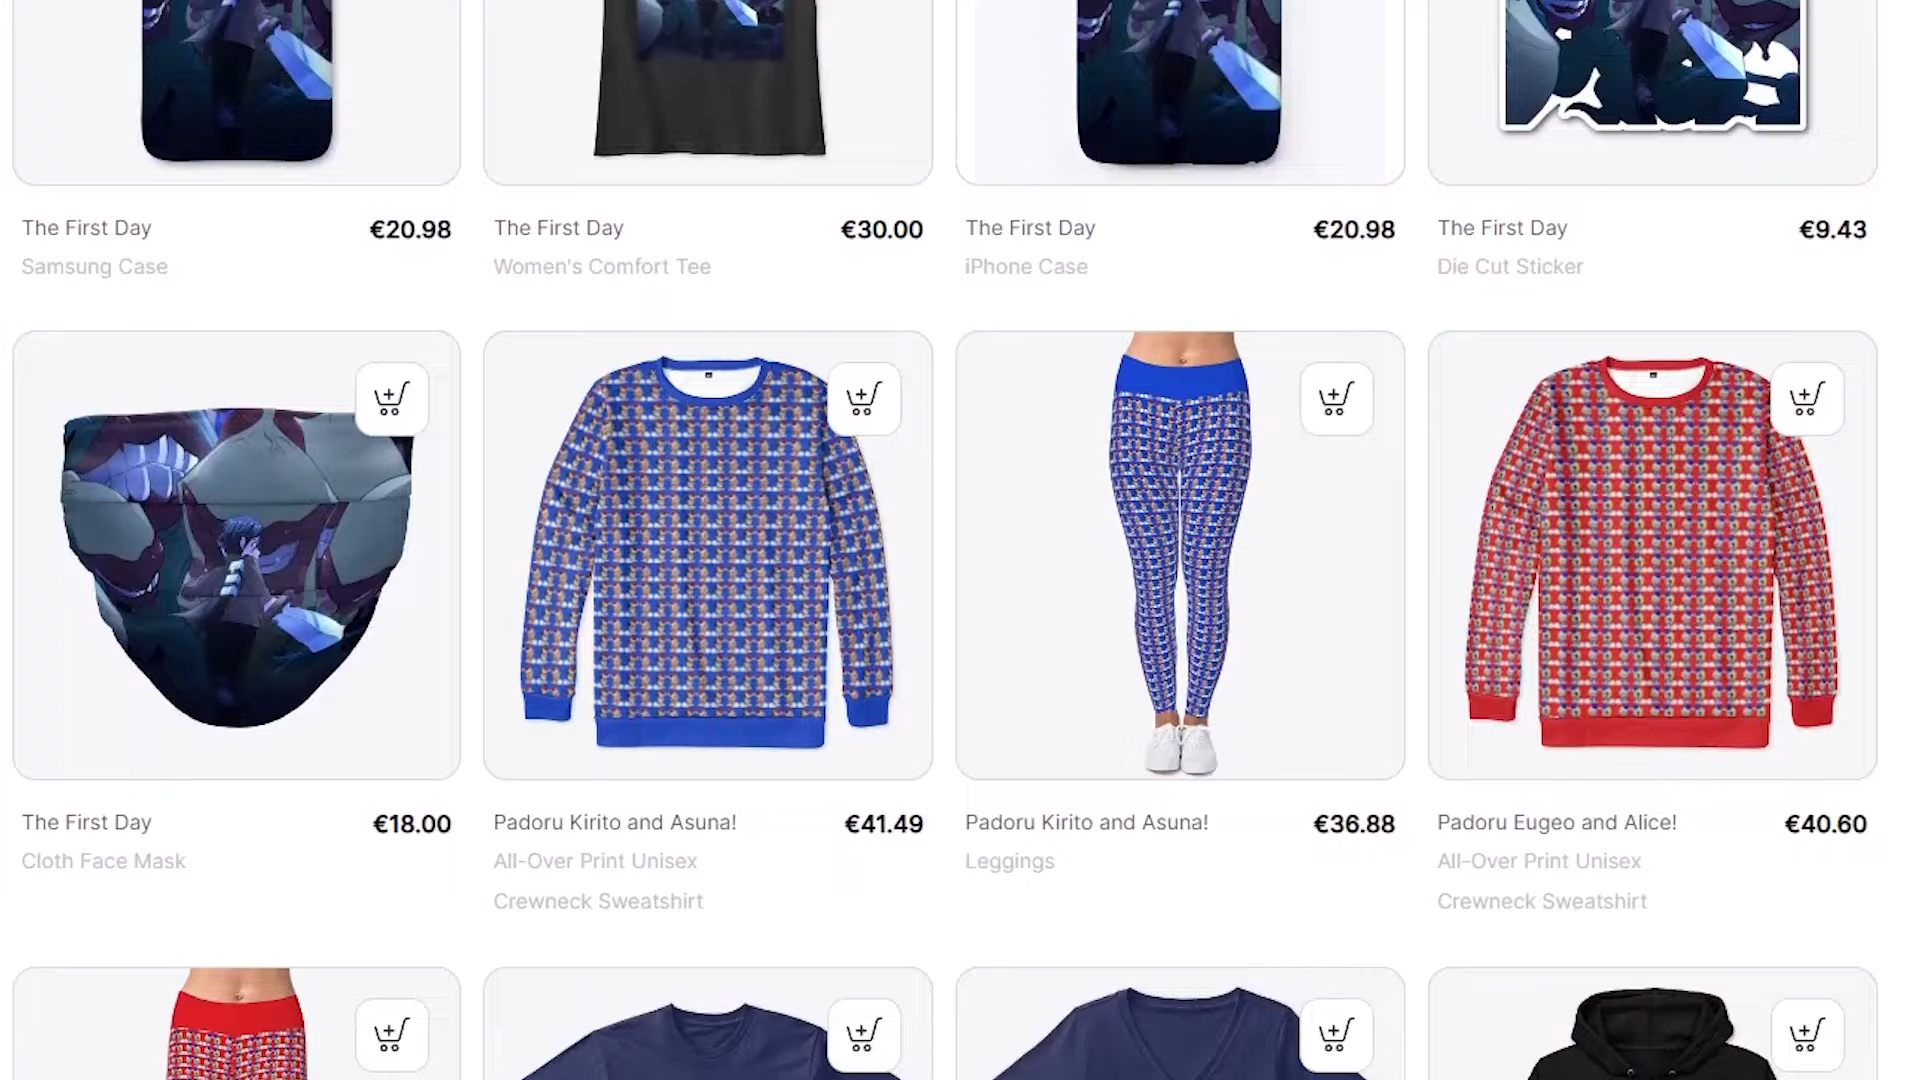 The First Day €20.98
Samsung Case
The First Day €30.00
Women's Comfort Tee
The First Day €20.98
iPhone Case
The First Day €9.43
Die Cut Sticker
The First Day €18.00
Cloth Face Mask
Padoru Kirito and Asuna! €41.49
All-Over Print Unisex
Crewneck Sweatshirt
Padoru Kirito and Asuna! €36.88
Leggings
Padoru Eugeo and Alice! €40.60
All-Over Print Unisex
Crewneck Sweatshirt